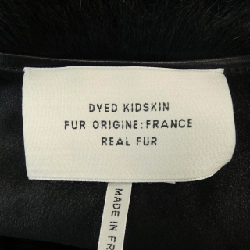 DYED KIDSKIN
FUR ORIGINE:FRANCE
REAL FUR
MADE IN FR